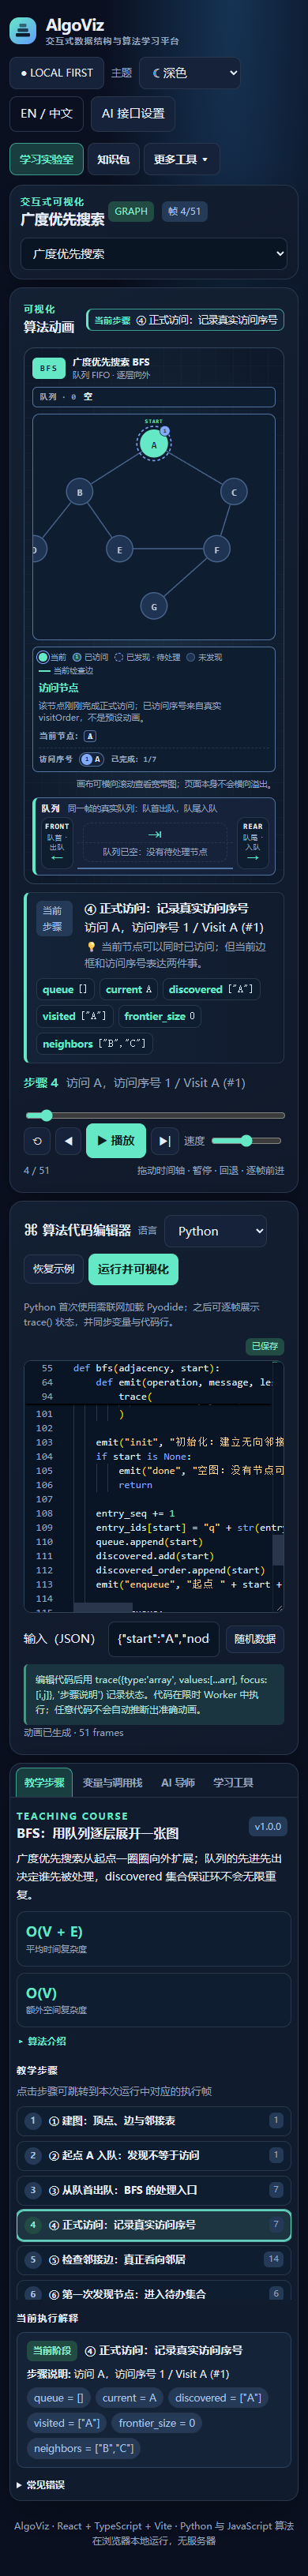 AlgoViz
交互式数据结构与算法学习平台
● LOCAL FIRST
主题
深色
EN / 中文
AI 接口设置
学习实验室
知识包
更多工具 ▼
交互式可视化
广度优先搜索
GRAPH
帧 4/51
广度优先搜索
可视化
算法动画
当前步骤 ④ 正式访问：记录真实访问序号
BFS
广度优先搜索 BFS
队列 FIFO · 逐层向外
队列 · 0 空
START
1
A
B
C
D
E
F
G
当前
已访问
已发现 · 待处理
未发现
当前检查边
访问节点
该节点刚刚完成正式访问；已访问序号来自真实
visitOrder，不是预设动画。
当前节点： A
访问序号 1 A 已完成：1/7
画布可横向滚动查看宽带图；页面本身不会横向溢出。
队列 同一帧的真实队列：队首出队，队尾入队
FRONT
队首 ·
出队
←
⇥
队列已空：没有待处理节点
REAR
队尾 ·
入队
→
当前
步骤
④ 正式访问：记录真实访问序号
访问 A，访问序号 1 / Visit A (#1)
💡 当前节点可以同时已访问；但当前边
框和访问序号表达两件事。
queue []
current A
discovered ["A"]
visited ["A"]
frontier_size 0
neighbors ["B","C"]
步骤 4 访问 A，访问序号 1 / Visit A (#1)
▶ 播放
速度
4 / 51
拖动时间轴 · 暂停 · 回退 · 逐帧前进
⌘ 算法代码编辑器
语言
Python
恢复示例
运行并可视化
Python 首次使用需联网加载 Pyodide；之后可逐帧展示
trace() 状态，并同步变量与代码行。
已保存
55 def bfs(adjacency, start):
64 def emit(operation, message, le
94 trace(
101 )
102
103 emit("init", "初始化：建立无向邻接
104 if start is None:
105 emit("done", "空图：没有节点可
106 return
107
108 entry_seq += 1
109 entry_ids[start] = "q" + str(entry
110 queue.append(start)
111 discovered.add(start)
112 discovered_order.append(start)
113 emit("enqueue", "起点 " + start +
114
输入（JSON）
{"start":"A","nod
随机数据
编辑代码后用 trace({type:'array', values:[...arr], focus:
[i,j]}, '步骤说明') 记录状态。代码在限时 Worker 中执
行；任意代码不会自动推断出准确动画。
动画已生成 · 51 frames
教学步骤
变量与调用栈
AI 导师
学习工具
TEACHING COURSE
BFS：用队列逐层展开一张图
v1.0.0
广度优先搜索从起点一圈圈向外扩展；队列的先进先出
决定谁先被处理，discovered 集合保证环不会无限重
复。
O(V + E)
平均时间复杂度
O(V)
额外空间复杂度
▸ 算法介绍
教学步骤
点击步骤可跳转到本次运行中对应的执行帧
1 ① 建图：顶点、边与邻接表 1
2 ② 起点 A 入队：发现不等于访问 1
3 ③ 从队首出队：BFS 的处理入口 7
4 ④ 正式访问：记录真实访问序号 7
5 ⑤ 检查邻接边：真正看向邻居 14
6 ⑥ 第一次发现节点：进入待办集合 6
当前执行解释
当前阶段 ④ 正式访问：记录真实访问序号
步骤说明: 访问 A，访问序号 1 / Visit A (#1)
queue = []
current = A
discovered = ["A"]
visited = ["A"]
frontier_size = 0
neighbors = ["B","C"]
▶ 常见错误
AlgoViz · React + TypeScript + Vite · Python 与 JavaScript 算法
在浏览器本地运行，无服务器